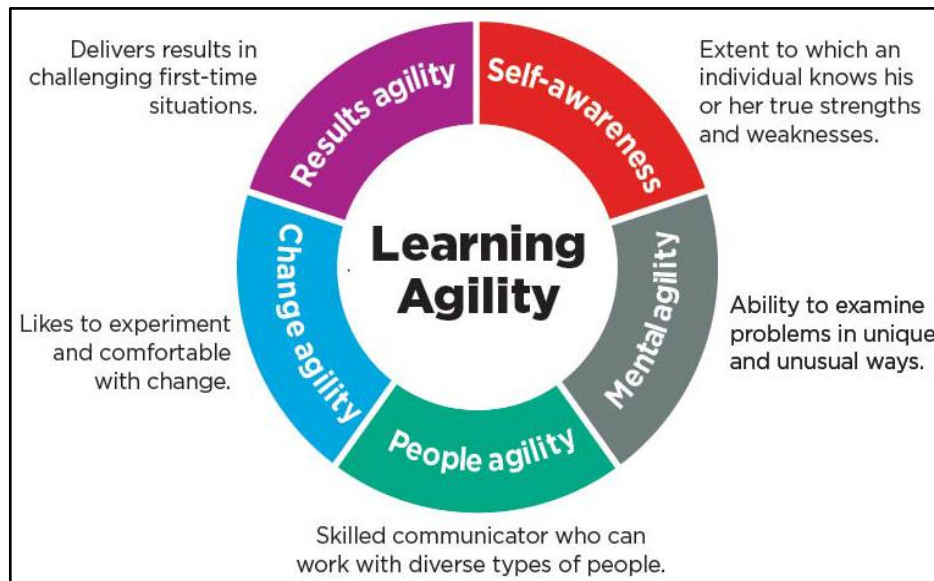 Delivers results in
challenging first-time
situations.
Results agility
Self-awareness
Extent to which an
individual knows his
or her true strengths
and weaknesses.
Learning
Agility
Change agility
Mental agility
Likes to experiment
and comfortable
with change.
Ability to examine
problems in unique
and unusual ways.
People agility
Skilled communicator who can
work with diverse types of people.